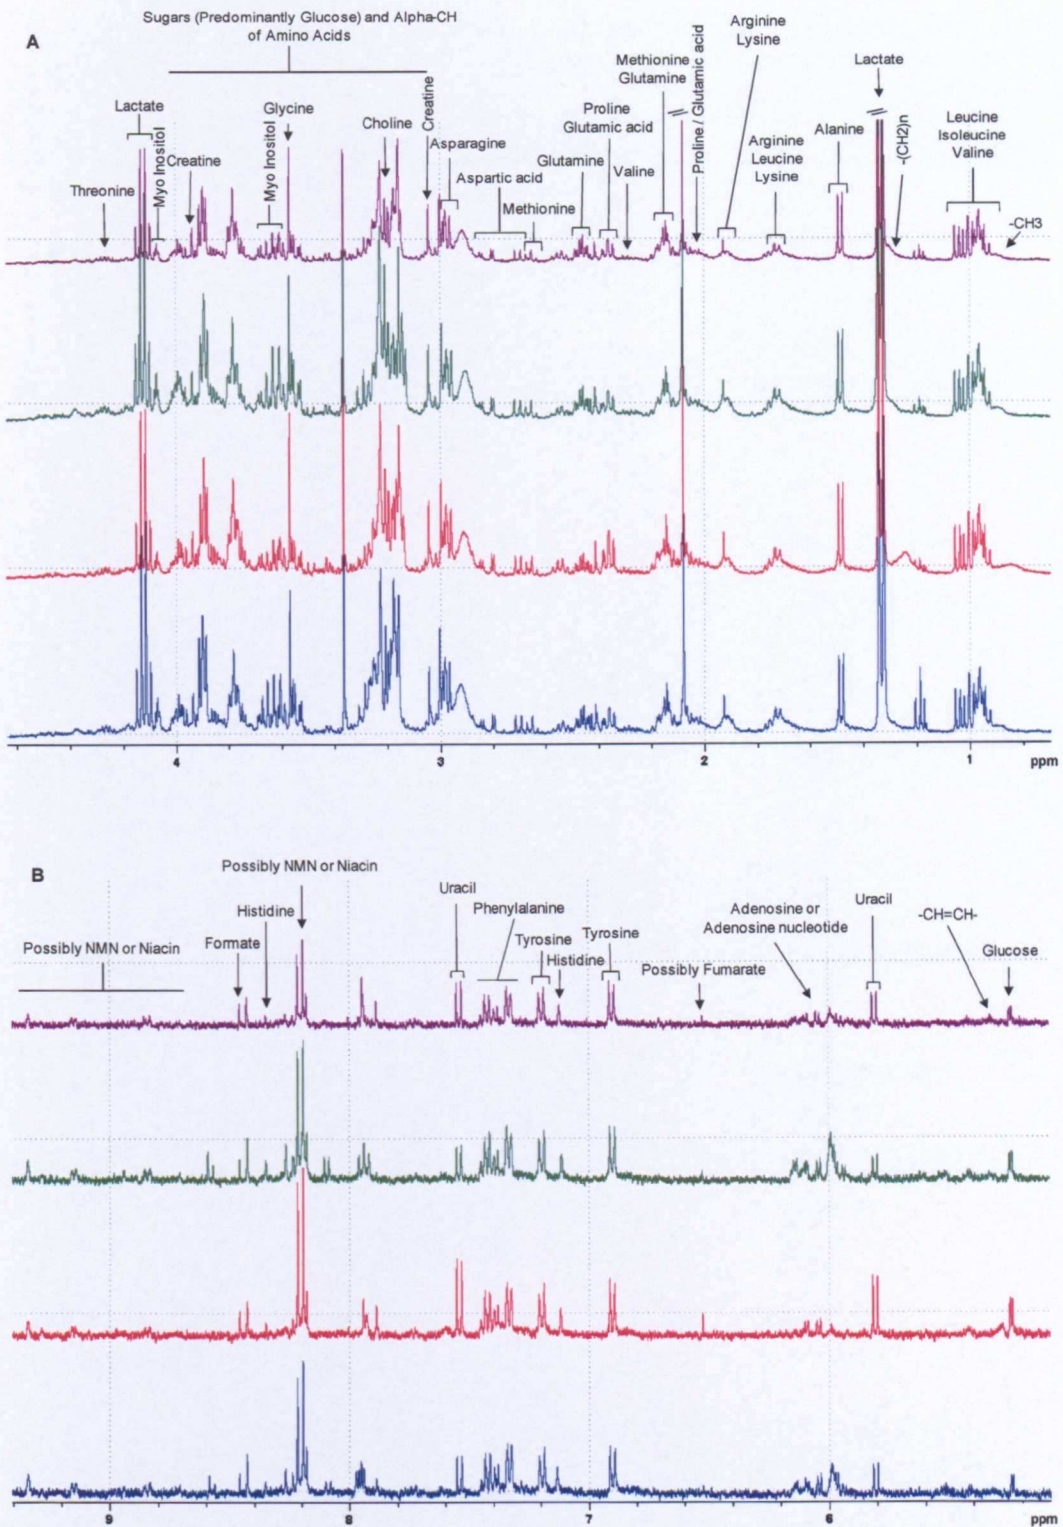 A
Sugars (Predominantly Glucose) and Alpha-CH
of Amino Acids
Lactate
Threonine
Myo Inositol
Creatine
Myo Inositol
Glycine
Choline
Creatine
Asparagine
Aspartic acid
Methionine
Glutamine
Proline
Glutamic acid
Valine
Methionine
Glutamine
Proline / Glutamic acid
Arginine
Lysine
Arginine
Leucine
Lysine
Alanine
Lactate
-(CH2)n
Leucine
Isoleucine
Valine
-CH3
4
3
2
1
ppm
B
Possibly NMN or Niacin
Formate
Histidine
Possibly NMN or Niacin
Uracil
Phenylalanine
Tyrosine
Histidine
Tyrosine
Possibly Fumarate
Adenosine or
Adenosine nucleotide
Uracil
-CH=CH-
Glucose
9
8
7
6
ppm